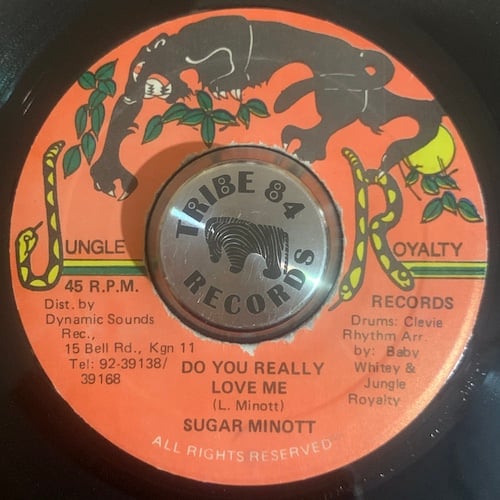 TRIBE 84
RECORDS
JUNGLE
ROYALTY
45 R.P.M.
Dist. by
Dynamic Sounds
Rec.,
15 Bell Rd., Kgn 11
Tel: 92-39138/
39168
RECORDS
Drums: Clevie
Rhythm Arr.
by: Baby
Whitey &
Jungle
Royalty
DO YOU REALLY
LOVE ME
(L. Minott)
SUGAR MINOTT
ALL RIGHTS RESERVED